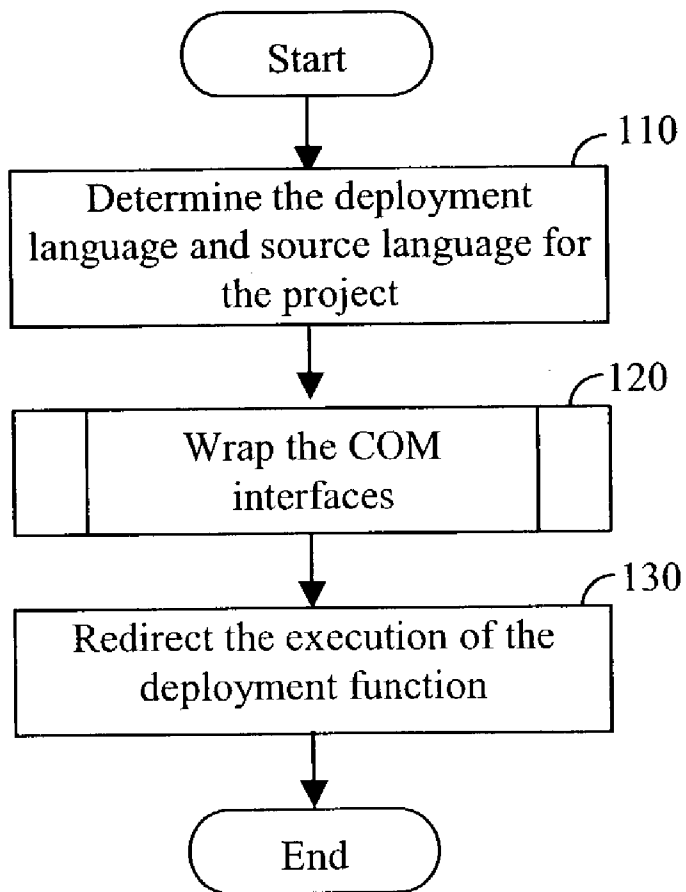 Start
110
Determine the deployment
language and source language for
the project
120
Wrap the COM
interfaces
130
Redirect the execution of the
deployment function
End